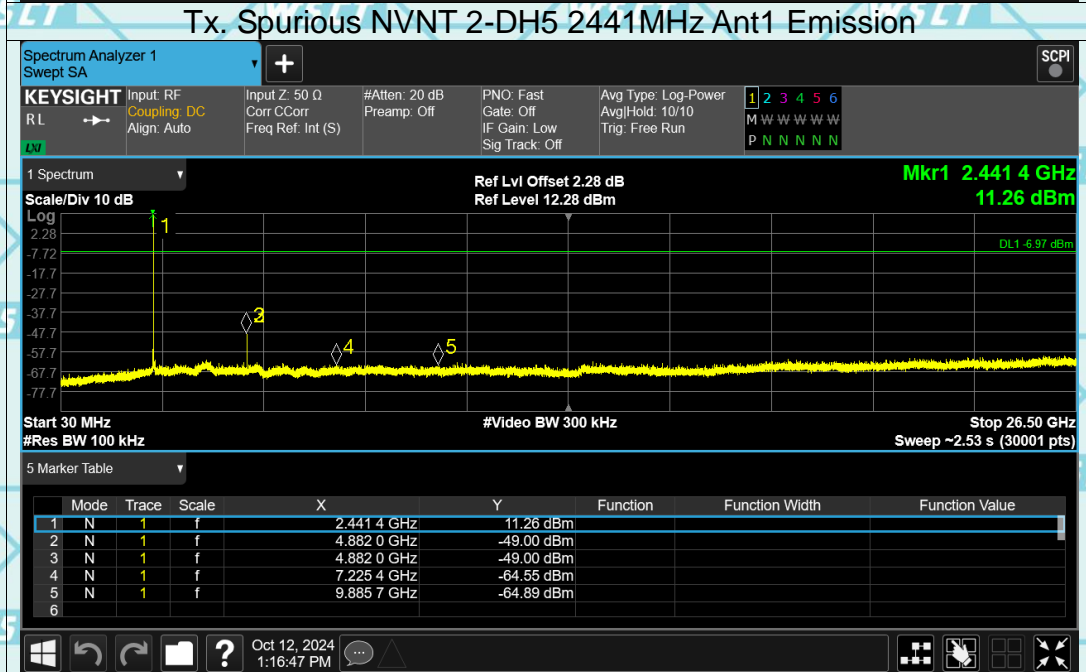 Tx. Spurious NVNT 2-DH5 2441MHz Ant1 Emission
Spectrum Analyzer 1
Swept SA
+
SCPI
KEYSIGHT
RL
LXI
Input: RF
Coupling: DC
Align: Auto
Input Z: 50 Ω
Corr CCorr
Freq Ref: Int (S)
#Atten: 20 dB
Preamp: Off
PNO: Fast
Gate: Off
IF Gain: Low
Sig Track: Off
Avg Type: Log-Power
Avg|Hold: 10/10
Trig: Free Run
1 2 3 4 5 6
M W W W W W
P N N N N N
1 Spectrum
Ref Lvl Offset 2.28 dB
Mkr1 2.441 4 GHz
Scale/Div 10 dB
Ref Level 12.28 dBm
11.26 dBm
Log
1
2.28
DL1 -6.97 dBm
-7.72
-17.7
-27.7
-37.7
-47.7
4
5
-57.7
-67.7
-77.7
Start 30 MHz
#Video BW 300 kHz
Stop 26.50 GHz
#Res BW 100 kHz
Sweep ~2.53 s (30001 pts)
5 Marker Table
Mode Trace Scale X Y Function Function Width Function Value
1 N 1 f 2.441 4 GHz 11.26 dBm
2 N 1 f 4.882 0 GHz -49.00 dBm
3 N 1 f 4.882 0 GHz -49.00 dBm
4 N 1 f 7.225 4 GHz -64.55 dBm
5 N 1 f 9.885 7 GHz -64.89 dBm
6
?
Oct 12, 2024
1:16:47 PM